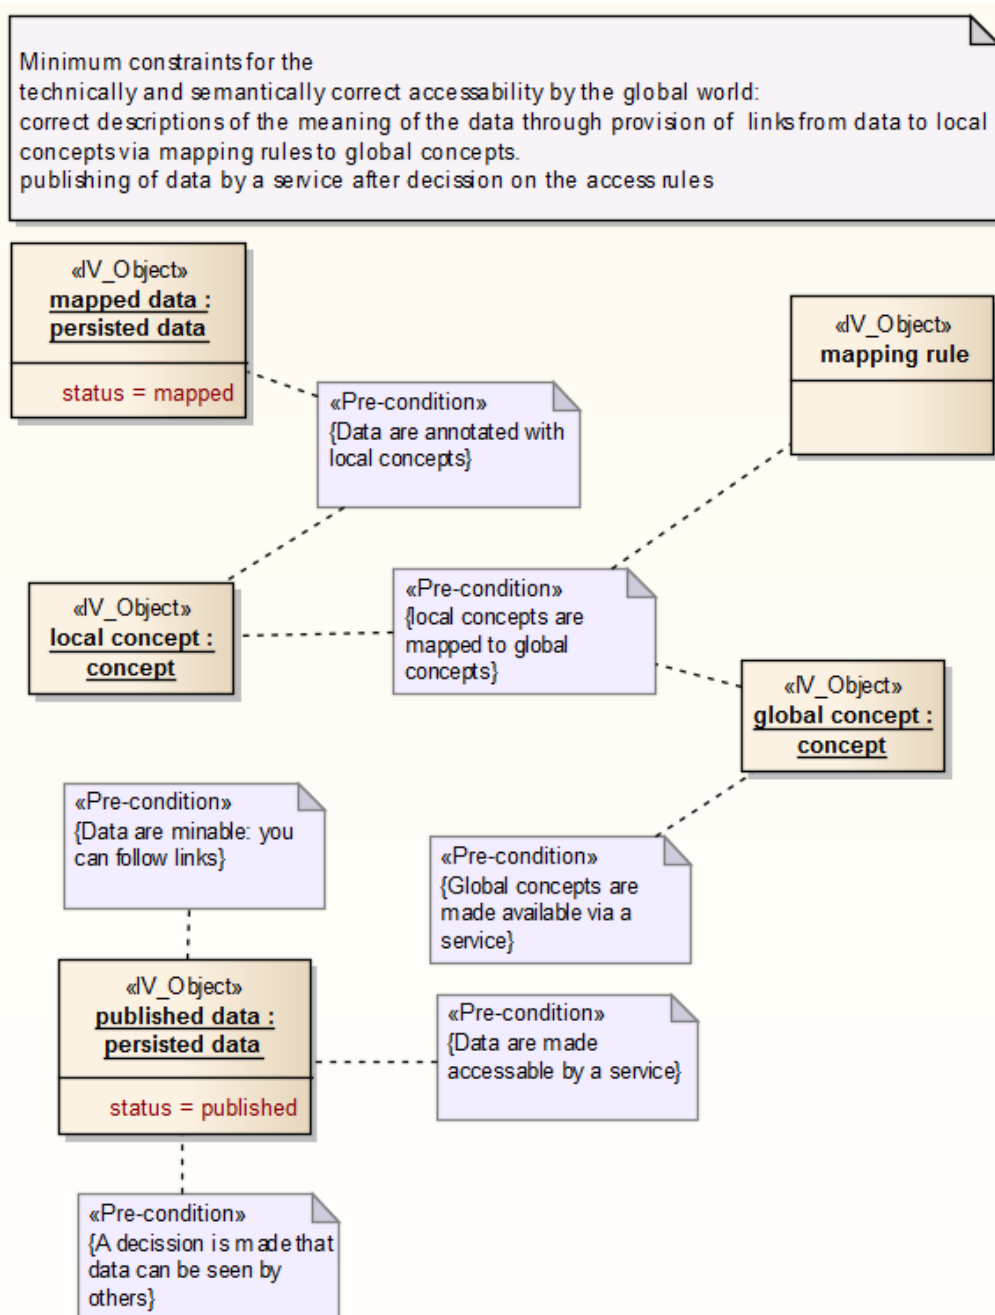 Minimum constraints for the
technically and semantically correct accessability by the global world:
correct descriptions of the meaning of the data through provision of links from data to local
concepts via mapping rules to global concepts.
publishing of data by a service after decission on the access rules
«IV_Object»
mapped data :
persisted data
status = mapped
«IV_Object»
mapping rule
«Pre-condition»
{Data are annotated with
local concepts}
«IV_Object»
local concept :
concept
«Pre-condition»
{local concepts are
mapped to global
concepts}
«IV_Object»
global concept :
concept
«Pre-condition»
{Data are minable: you
can follow links}
«Pre-condition»
{Global concepts are
made available via a
service}
«IV_Object»
published data :
persisted data
status = published
«Pre-condition»
{Data are made
accessable by a service}
«Pre-condition»
{A decission is made that
data can be seen by
others}